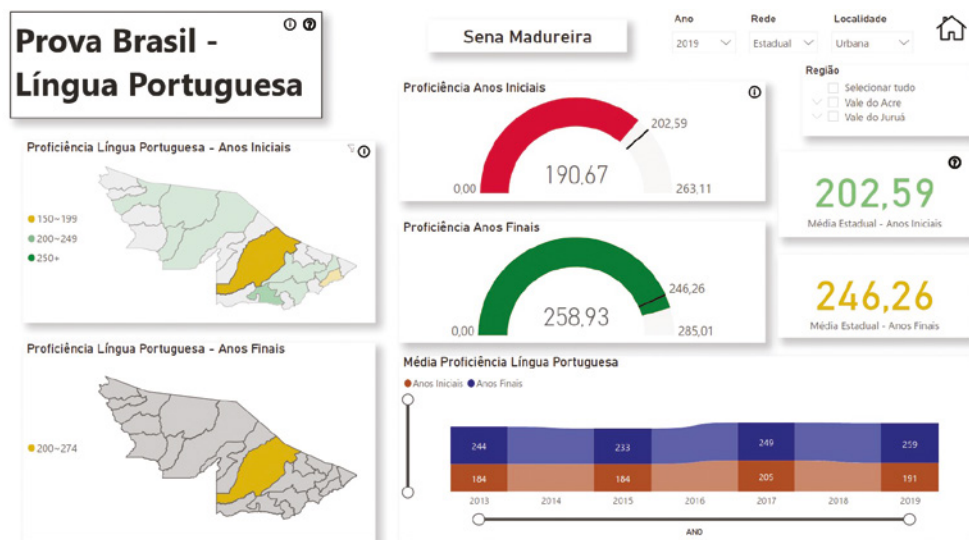 Prova Brasil -
Língua Portuguesa
Sena Madureira
Ano
Rede
Localidade
2019
Estadual
Urbana
Região
Selecionar tudo
Vale do Acre
Vale do Juruá
Proficiência Língua Portuguesa - Anos Iniciais
150~199
200~249
250+
Proficiência Língua Portuguesa - Anos Finais
200~274
Proficiência Anos Iniciais
202,59
190,67
0,00
263,11
Proficiência Anos Finais
246,26
258,93
0,00
285,01
202,59
Média Estadual - Anos Iniciais
246,26
Média Estadual - Anos Finais
Média Proficiência Língua Portuguesa
Anos Iniciais Anos Finais
244 233 249 259
184 184 205 191
2013 2014 2015 2016 2017 2018 2019
ANO